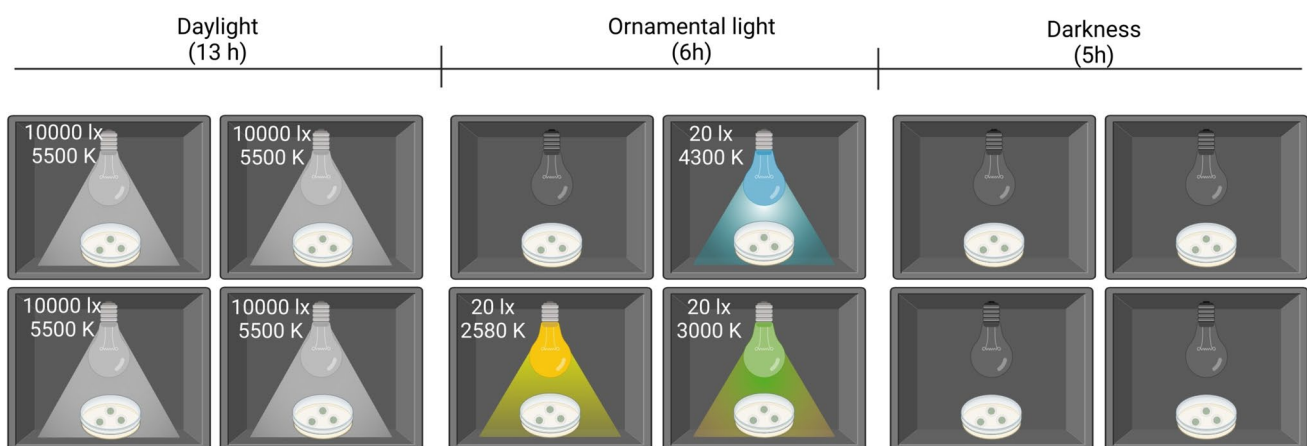 Daylight
(13 h)
Ornamental light
(6h)
Darkness
(5h)
10000 lx
5500 K
10000 lx
5500 K
20 lx
4300 K
10000 lx
5500 K
10000 lx
5500 K
20 lx
2580 K
20 lx
3000 K